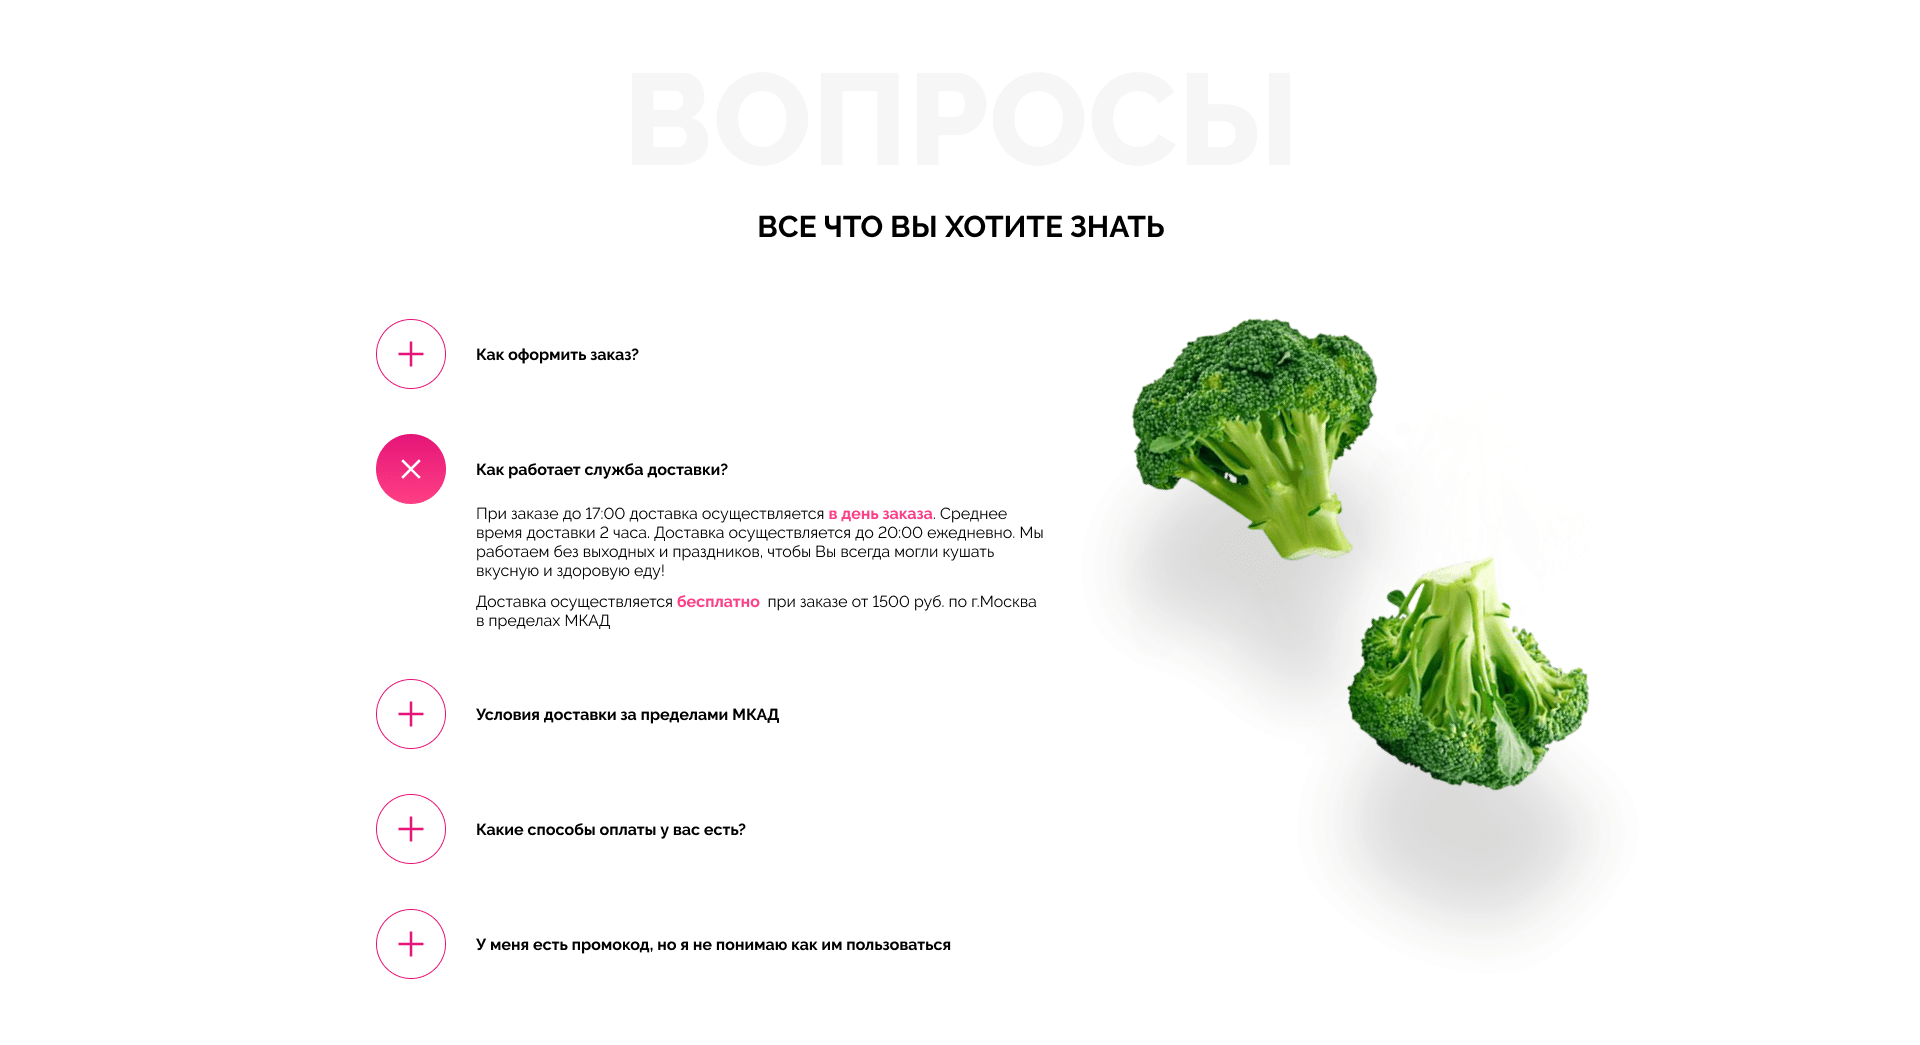 ВОПРОСЫ
ВСЕ ЧТО ВЫ ХОТИТЕ ЗНАТЬ
Как оформить заказ?
Как работает служба доставки?
При заказе до 17:00 доставка осуществляется в день заказа. Среднее
время доставки 2 часа. Доставка осуществляется до 20:00 ежедневно. Мы
работаем без выходных и праздников, чтобы Вы всегда могли кушать
вкусную и здоровую еду!
Доставка осуществляется бесплатно при заказе от 1500 руб. по г.Москва
в пределах МКАД
Условия доставки за пределами МКАД
Какие способы оплаты у вас есть?
У меня есть промокод, но я не понимаю как им пользоваться